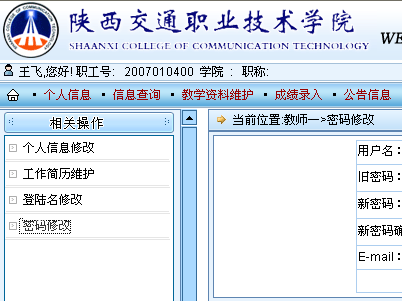 陕西交通职业技术学院
SHAANXI COLLEGE OF COMMUNICATION TECHNOLOGY WE
王飞,您好! 职工号: 2007010400 学院 : 职称:
个人信息 信息查询 教学资料维护 成绩录入 公告信息
相关操作
当前位置:教师一>密码修改
个人信息修改
工作简历维护
登陆名修改
密码修改
用户名:
旧密码:
新密码:
新密码确
E-mail: